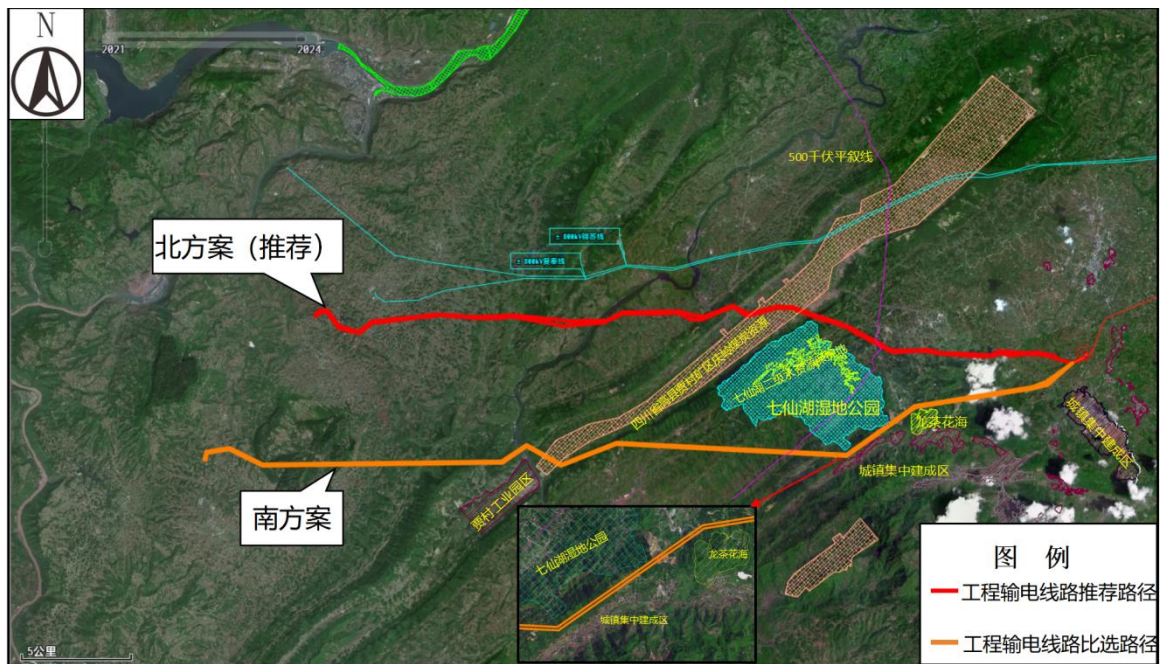 N
2021
2024
500千伏平叙线
北方案（推荐）
七仙湖湿地公园
龙茶花海
城镇集中建成区
城镇集中建成区
贾村工业园区
南方案
七仙湖湿地公园
龙茶花海
城镇集中建成区
图 例
工程输电线路推荐路径
工程输电线路比选路径
5公里